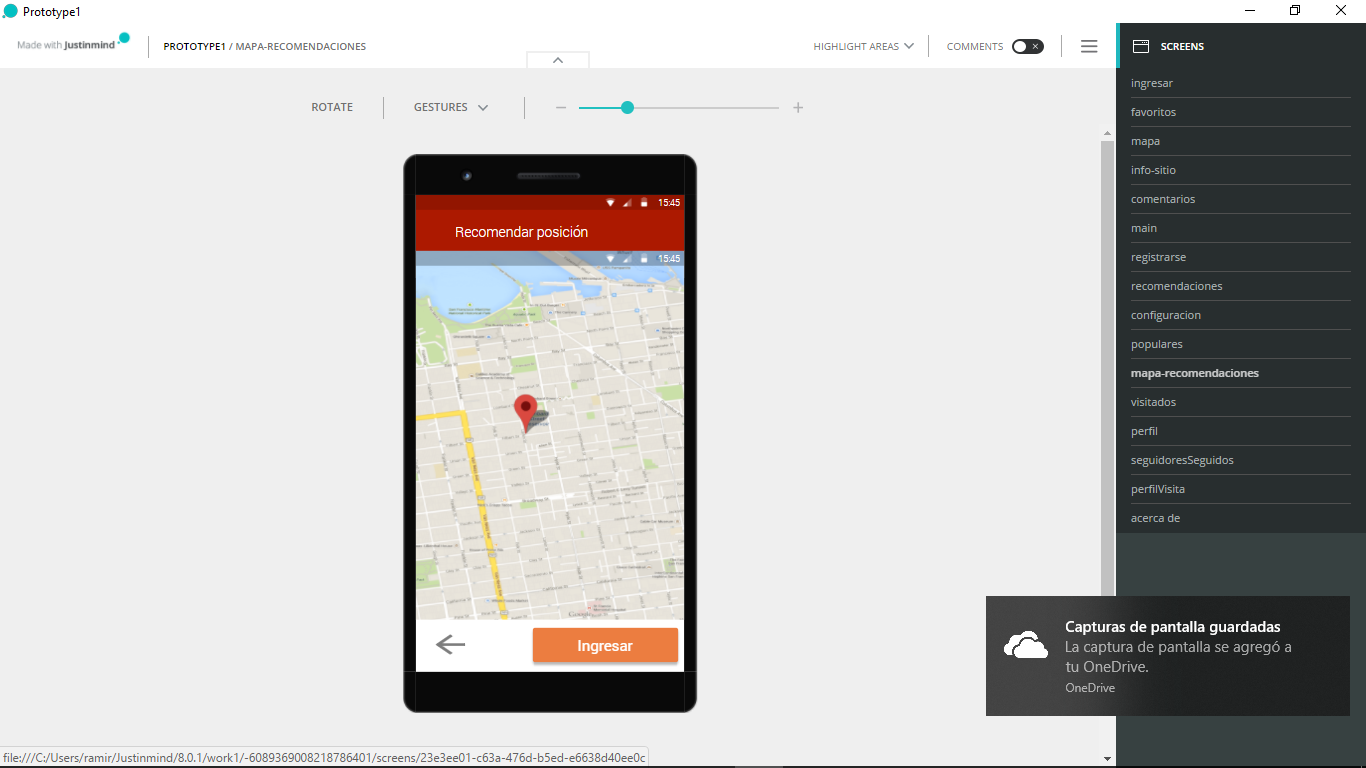 Prototype1
Made with Justinmind
PROTOTYPE1 / MAPA-RECOMENDACIONES
HIGHLIGHT AREAS
COMMENTS
SCREENS
ROTATE
GESTURES
15:45
Recomendar posición
15:45
Ingresar
ingresar
favoritos
mapa
info-sitio
comentarios
main
registrarse
recomendaciones
configuracion
populares
mapa-recomendaciones
visitados
perfil
seguidoresSeguidos
perfilVisita
acerca de
Capturas de pantalla guardadas
La captura de pantalla se agregó a
tu OneDrive.
OneDrive
file:///C:/Users/ramir/Justinmind/8.0.1/work1/-6089369008218786401/screens/23e3ee01-c63a-476d-b5ed-e6638d40ee0c